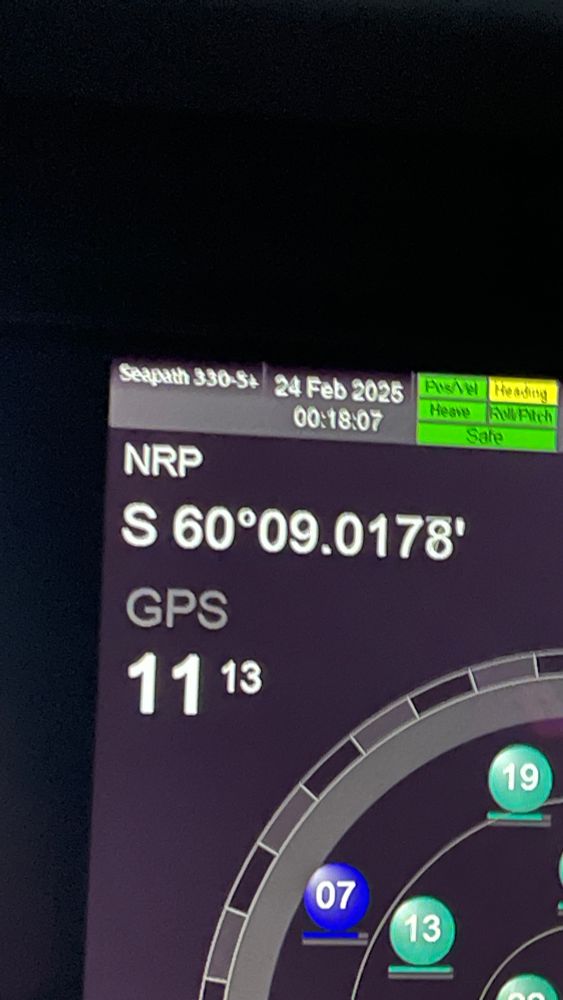 Seapath 330-5+
24 Feb 2025
00:18:07
Pos/Vel Heading
Heave Roll/Pitch
Safe
NRP
S 60°09.0178'
GPS
11 13
19
07
13